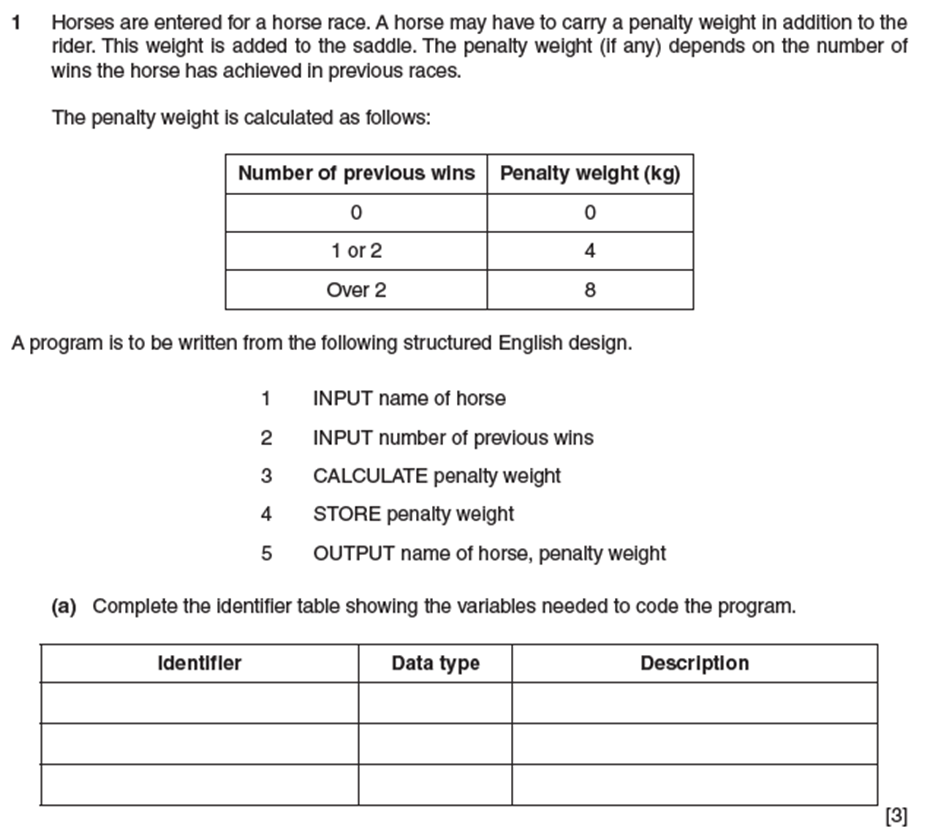 1 Horses are entered for a horse race. A horse may have to carry a penalty weight in addition to the
rider. This weight is added to the saddle. The penalty weight (if any) depends on the number of
wins the horse has achieved in previous races.
The penalty weight is calculated as follows:
Number of previous wins Penalty weight (kg)
0 0
1 or 2 4
Over 2 8
A program is to be written from the following structured English design.
1 INPUT name of horse
2 INPUT number of previous wins
3 CALCULATE penalty weight
4 STORE penalty weight
5 OUTPUT name of horse, penalty weight
(a) Complete the identifier table showing the variables needed to code the program.
Identifier Data type Description
[3]